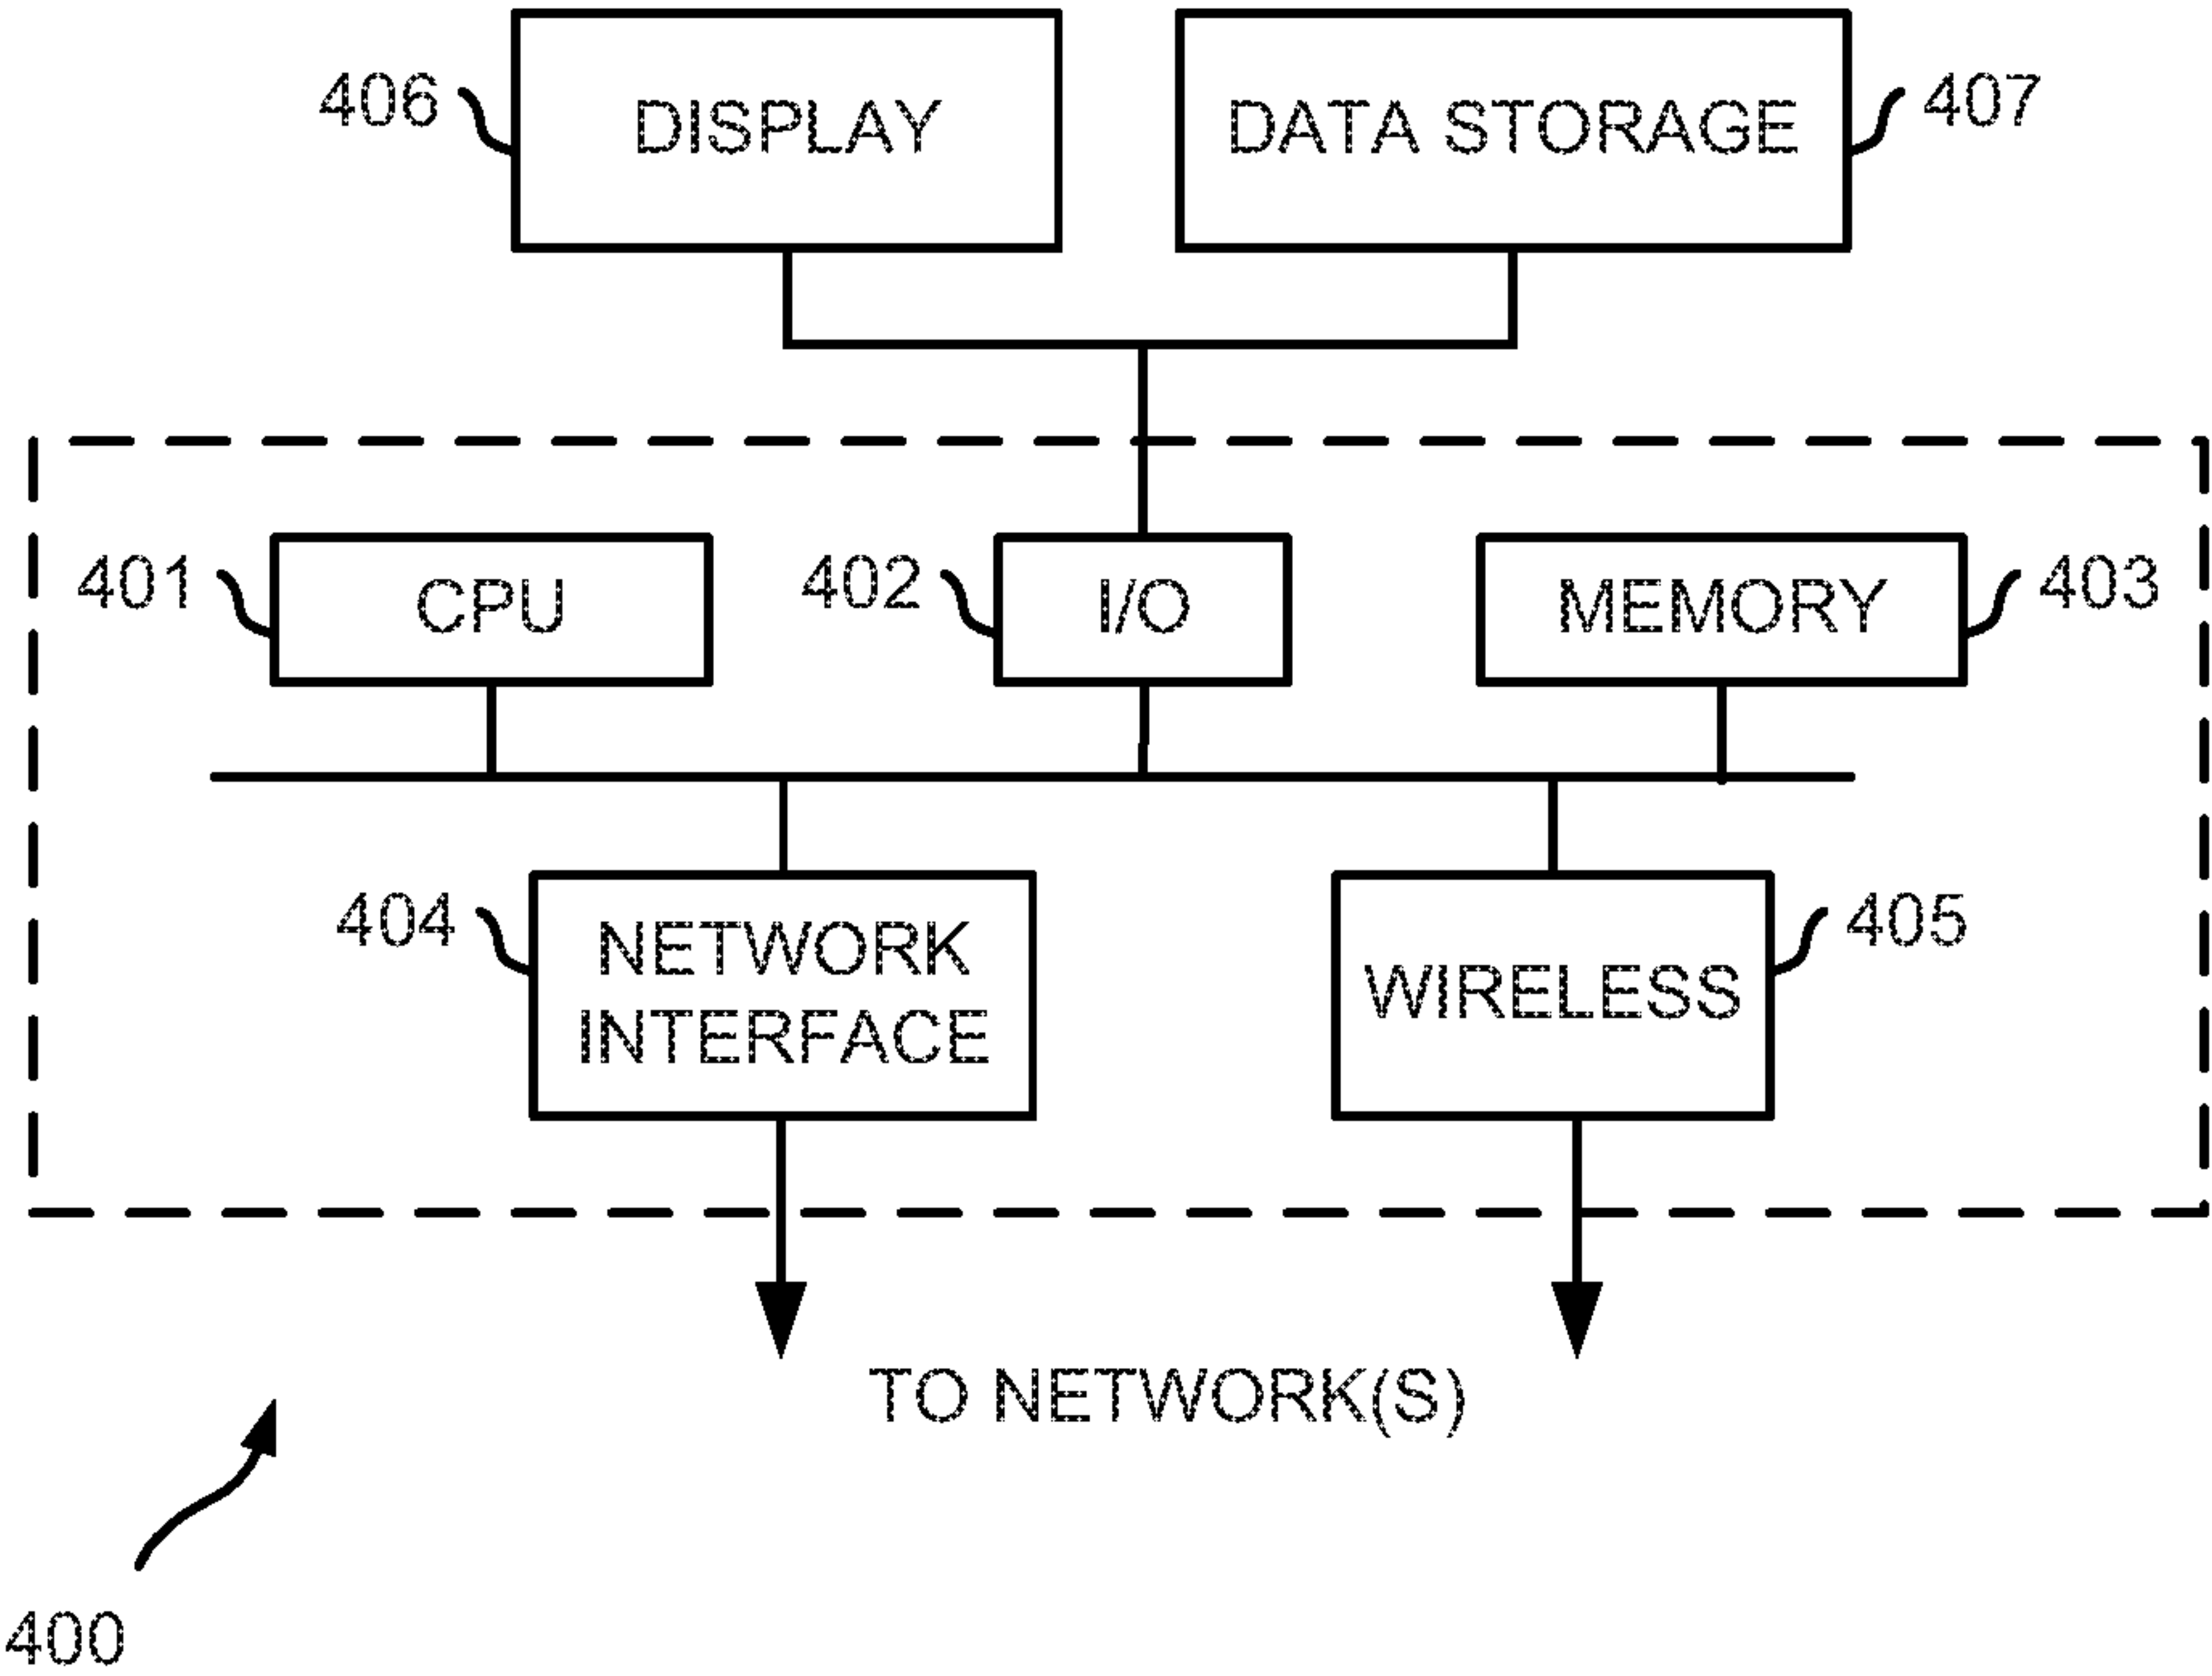 406
DISPLAY
DATA STORAGE
407
401
CPU
402
I/O
MEMORY
403
404
NETWORK
INTERFACE
WIRELESS
405
TO NETWORK(S)
400